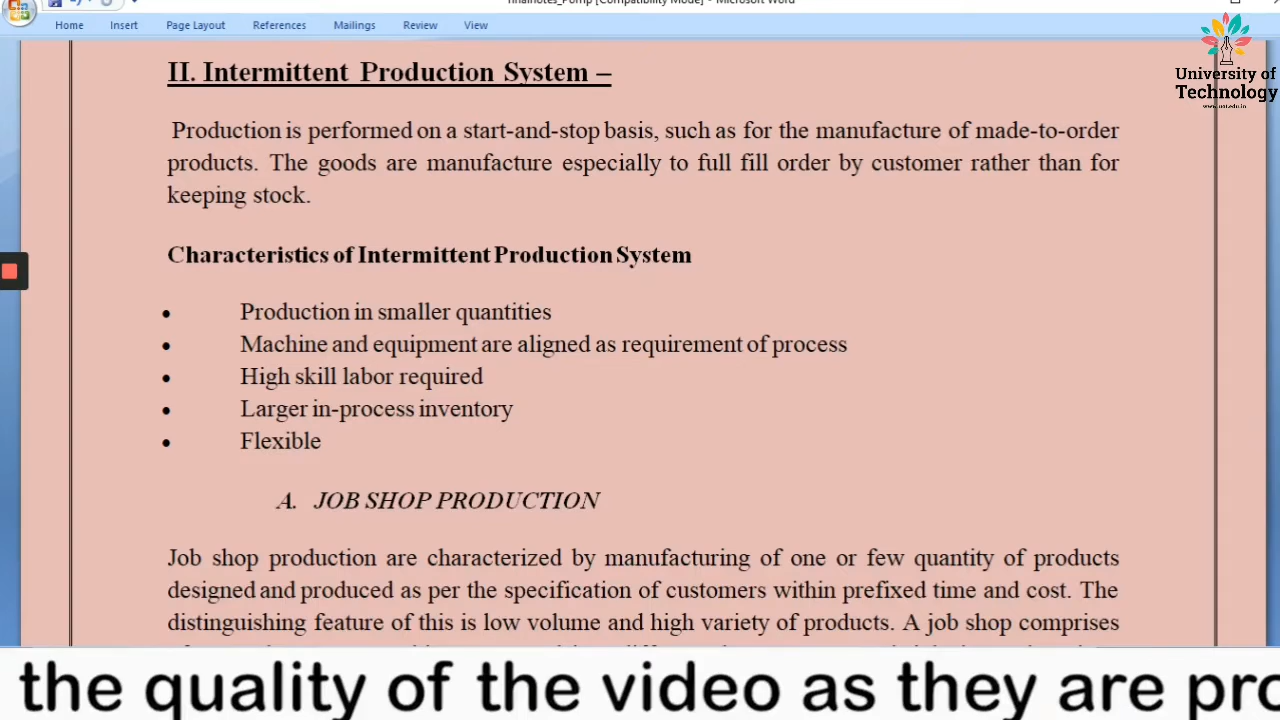 Home Insert Page Layout References Mailings Review View
University of
Technology
II. Intermittent Production System –
Production is performed on a start-and-stop basis, such as for the manufacture of made-to-order
products. The goods are manufacture especially to full fill order by customer rather than for
keeping stock.
Characteristics of Intermittent Production System
• Production in smaller quantities
• Machine and equipment are aligned as requirement of process
• High skill labor required
• Larger in-process inventory
• Flexible
A. JOB SHOP PRODUCTION
Job shop production are characterized by manufacturing of one or few quantity of products
designed and produced as per the specification of customers within prefixed time and cost. The
distinguishing feature of this is low volume and high variety of products. A job shop comprises
the quality of the video as they are pro